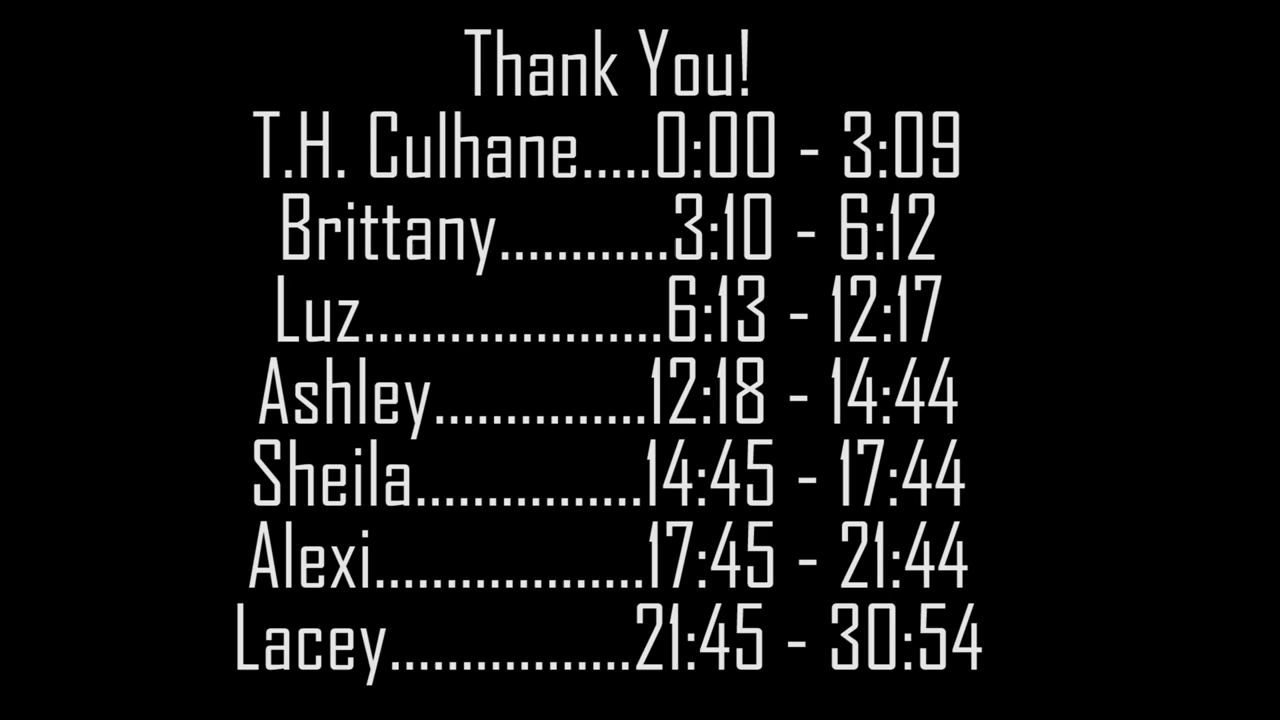 Thank You!
T.H. Culhane.....0:00 - 3:09
Brittany............3:10 - 6:12
Luz.....................6:13 - 12:17
Ashley...............12:18 - 14:44
Sheila................14:45 - 17:44
Alexi...................17:45 - 21:44
Lacey.................21:45 - 30:54